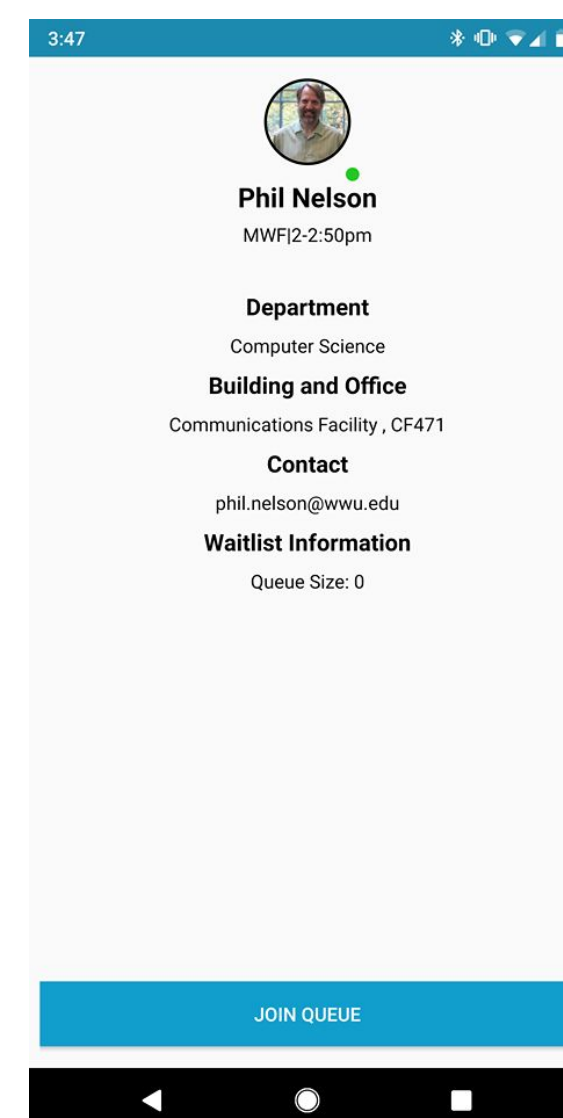 3:47
Phil Nelson
MWF|2-2:50pm
Department
Computer Science
Building and Office
Communications Facility , CF471
Contact
phil.nelson@wwu.edu
Waitlist Information
Queue Size: 0
JOIN QUEUE